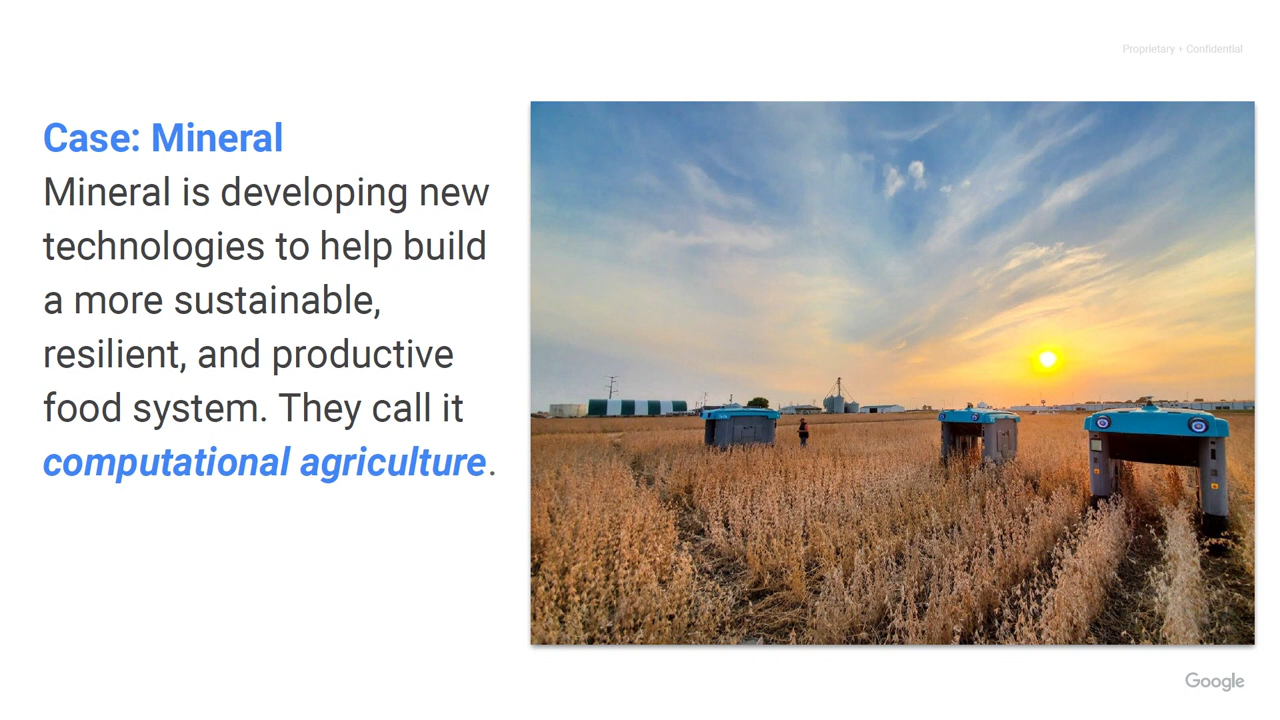 Proprietary + Confidential
Case: Mineral
Mineral is developing new
technologies to help build
a more sustainable,
resilient, and productive
food system. They call it
computational agriculture.
Google